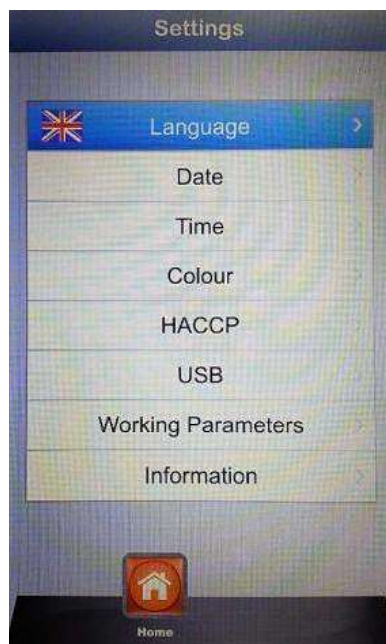 Settings
Language
Date
Time
Colour
HACCP
USB
Working Parameters
Information
Home